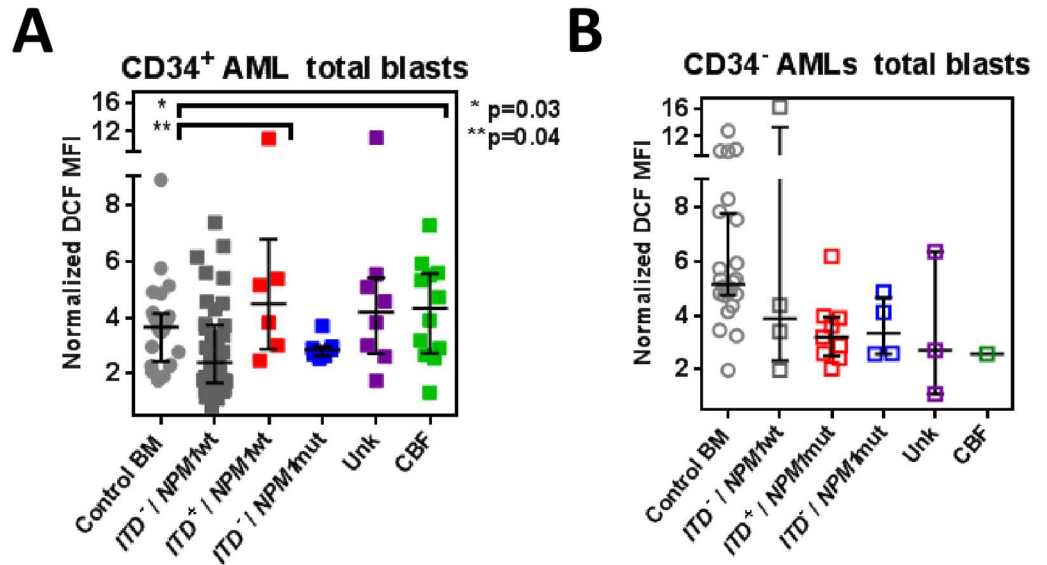 A
CD34⁺ AML total blasts
Normalized DCF MFI
16
12
8
6
4
2
*
**
* p=0.03
**p=0.04
Control BM
ITD⁻ / NPM1wt
ITD⁺ / NPM1wt
ITD⁻ / NPM1mut
Unk
CBF
B
CD34⁻ AMLs total blasts
Normalized DCF MFI
16
12
8
6
4
2
Control BM
ITD⁻ / NPM1wt
ITD⁺ / NPM1mut
ITD⁻ / NPM1mut
Unk
CBF